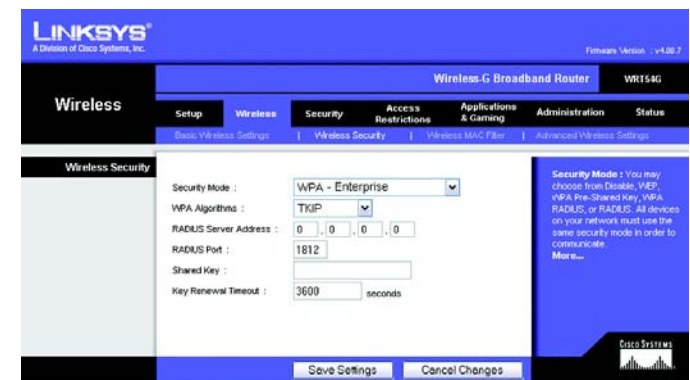 LINKSYS®
A Division of Cisco Systems, Inc.
Firmware Version : v4.00.7
Wireless-G Broadband Router WRT54G
Wireless
Setup Wireless Security Access Restrictions Applications & Gaming Administration Status
Basic Wireless Settings | Wireless Security | Wireless MAC Filter | Advanced Wireless Settings
Wireless Security
Security Mode : WPA - Enterprise
WPA Algorithms : TKIP
RADIUS Server Address : 0 . 0 . 0 . 0
RADIUS Port : 1812
Shared Key :
Key Renewal Timeout : 3600 seconds
Security Mode : You may
choose from Disable, WEP,
WPA Pre-Shared Key, WPA
RADIUS, or RADIUS. All devices
on your network must use the
same security mode in order to
communicate.
More...
CISCO SYSTEMS
Save Settings Cancel Changes